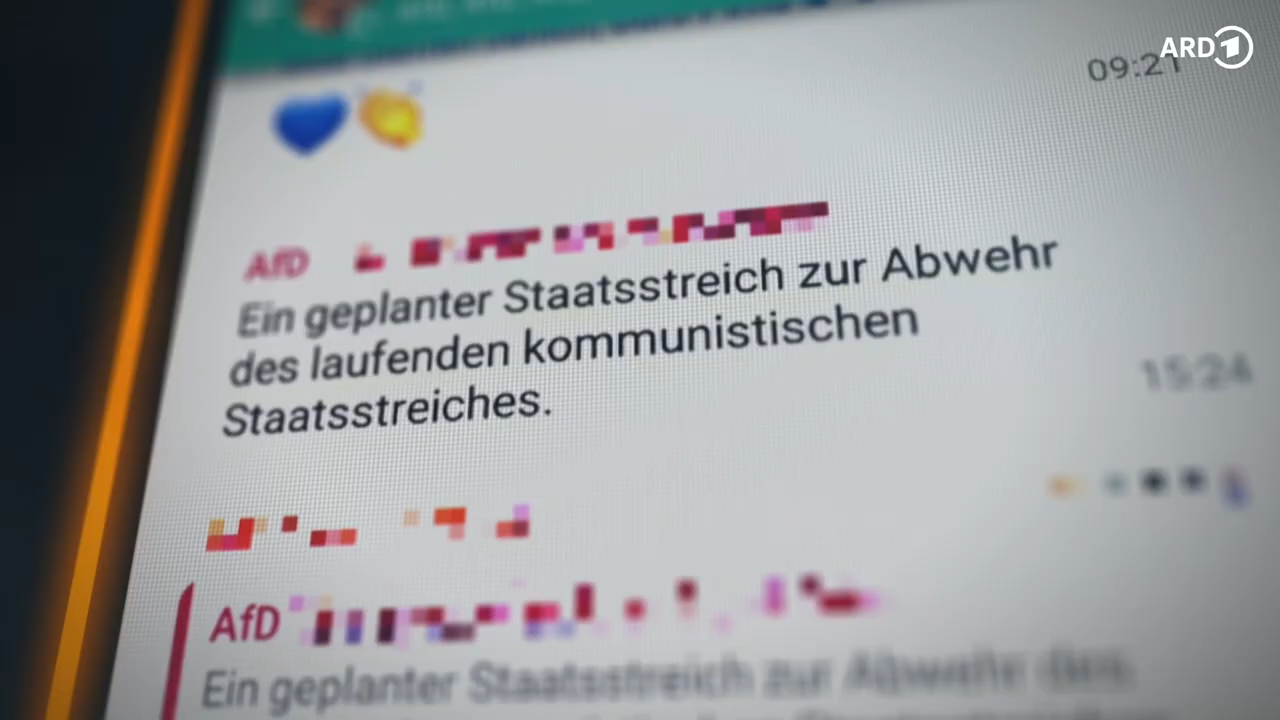 ARD 1
09:21
AfD
Ein geplanter Staatsstreich zur Abwehr
des laufenden kommunistischen
Staatsstreiches.
15:24
AfD
Ein geplanter Staatsstreich zur Abwehr des